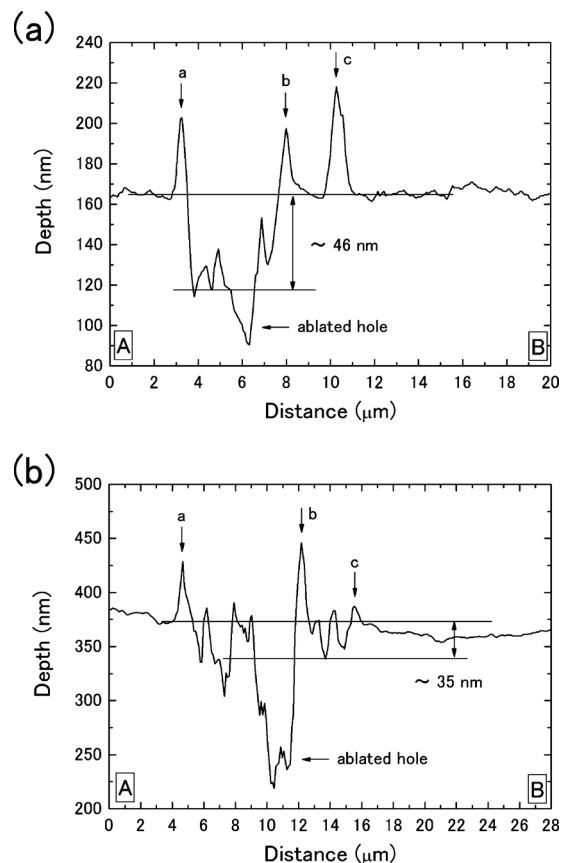 (a)
240
220
200
180
160
140
120
100
80
Depth (nm)
a
b
c
~ 46 nm
ablated hole
A
B
0 2 4 6 8 10 12 14 16 18 20
Distance (μm)
(b)
500
450
400
350
300
250
200
Depth (nm)
a
b
c
~ 35 nm
ablated hole
A
B
0 2 4 6 8 10 12 14 16 18 20 22 24 26 28
Distance (μm)